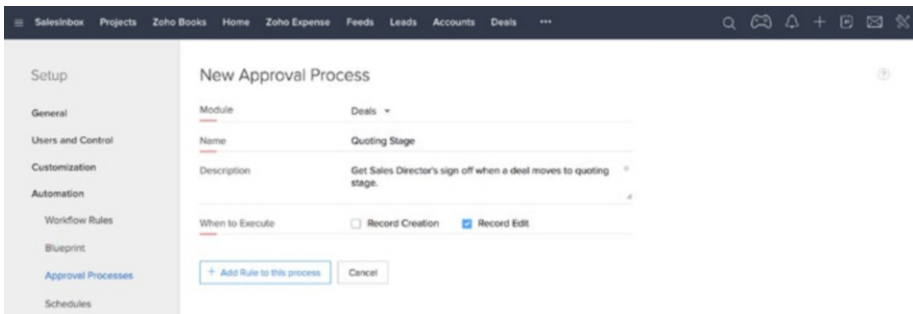 SalesInbox Projects Zoho Books Home Zoho Expense Feeds Leads Accounts Deals •••
Setup
General
Users and Control
Customization
Automation
Workflow Rules
Blueprint
Approval Processes
Schedules
New Approval Process
?
Module Deals
Name Quoting Stage
Description Get Sales Director's sign off when a deal moves to quoting
stage.
When to Execute Record Creation Record Edit
+ Add Rule to this process Cancel